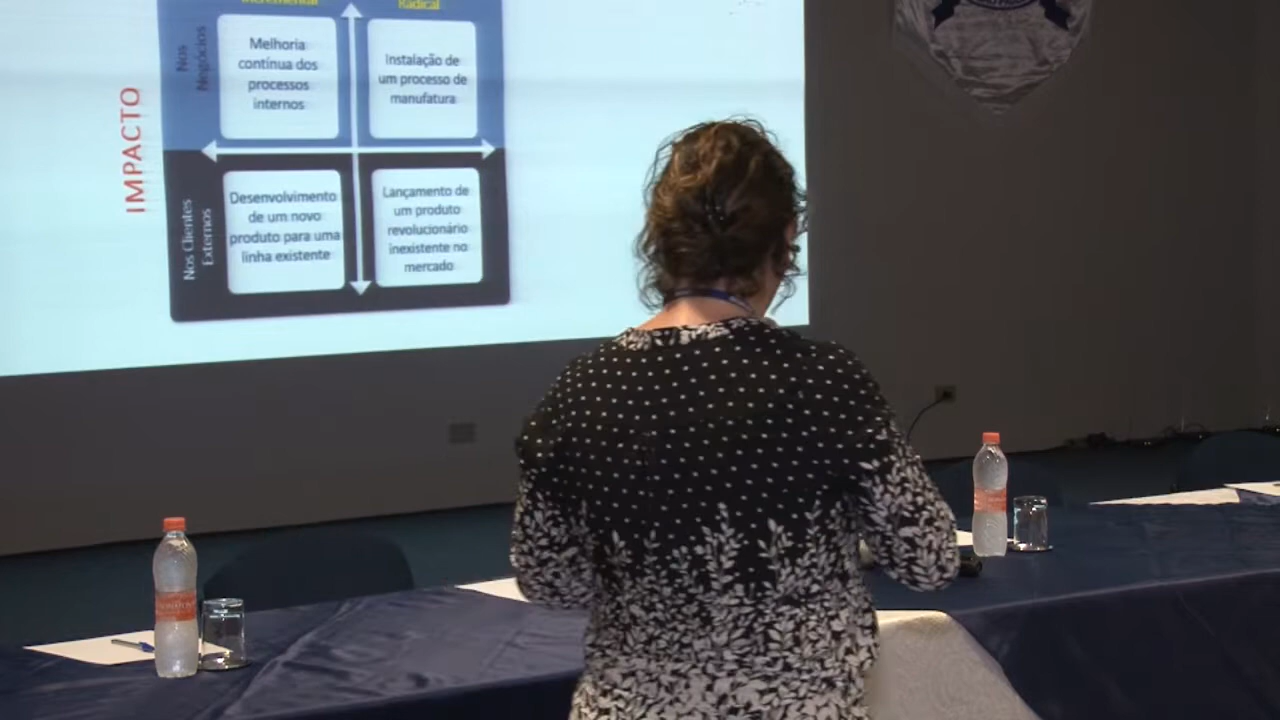 Incremental
Radical
Nos
Negócios
Melhoria
contínua dos
processos
internos
Instalação de
um processo de
manufatura
IMPACTO
Nos Clientes
Externos
Desenvolvimento
de um novo
produto para uma
linha existente
Lançamento de
um produto
revolucionário
inexistente no
mercado